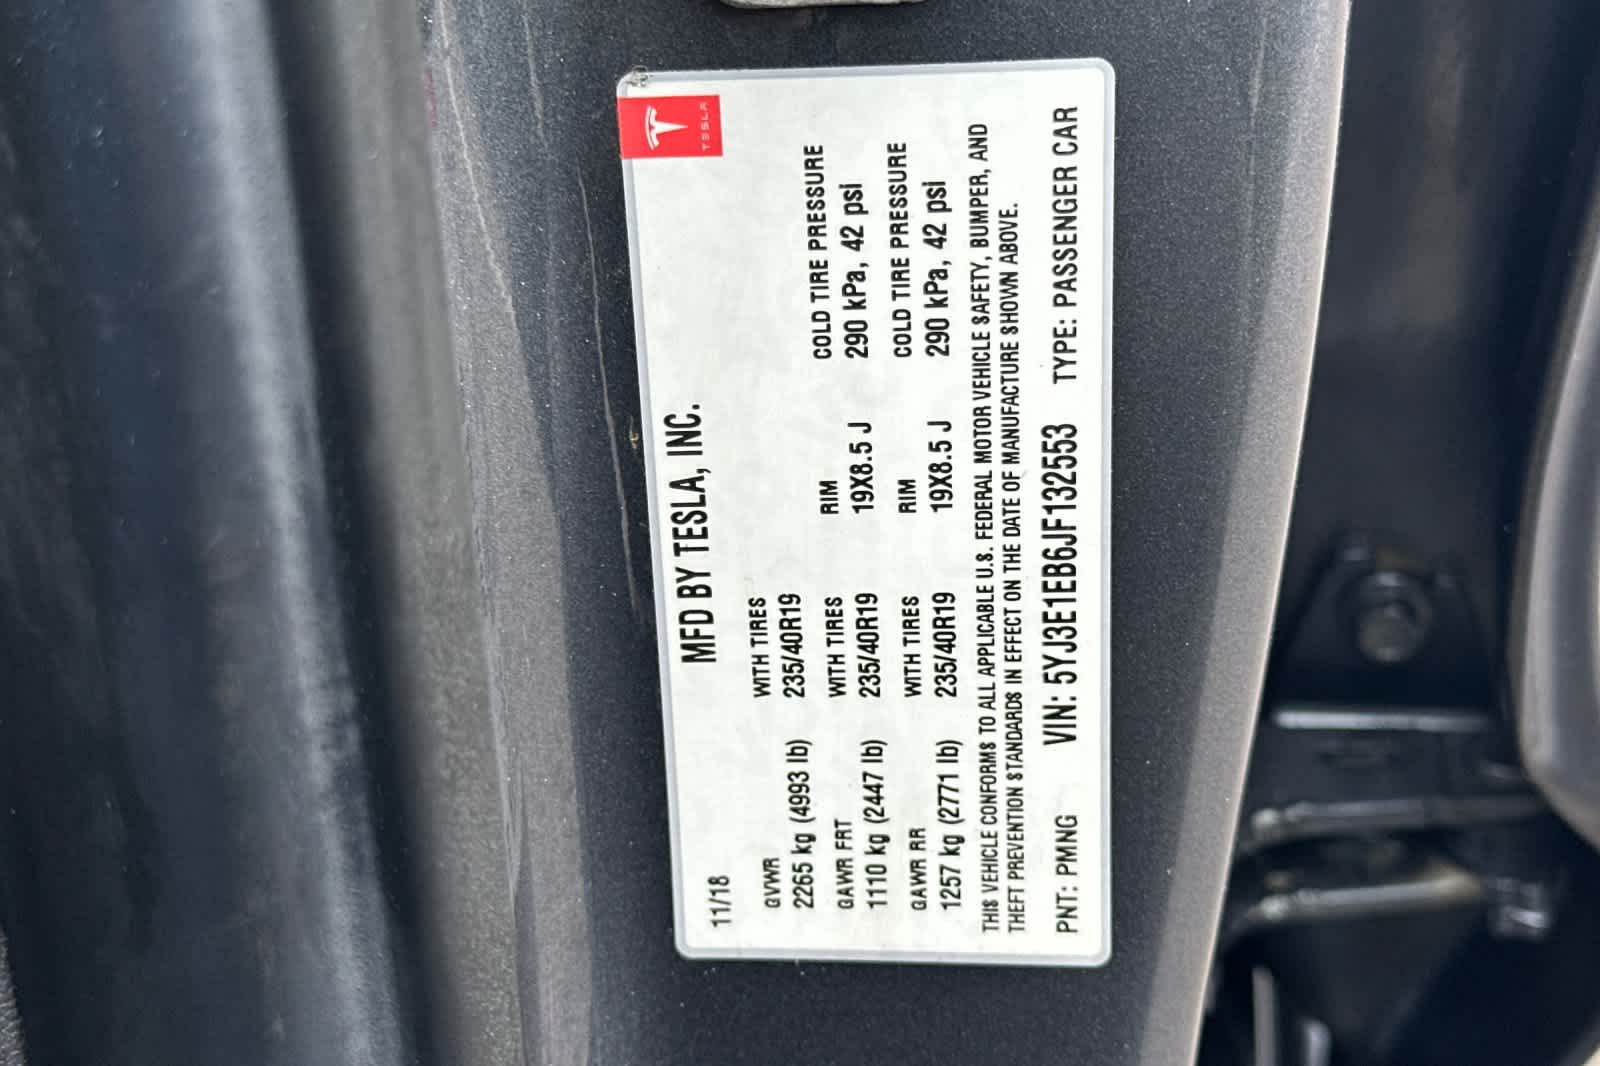 TESLA
MFD BY TESLA, INC.
11/18
GVWR WITH TIRES
2265 kg (4993 lb) 235/40R19
GAWR FRT WITH TIRES RIM COLD TIRE PRESSURE
1110 kg (2447 lb) 235/40R19 19X8.5 J 290 kPa, 42 psi
GAWR RR WITH TIRES RIM COLD TIRE PRESSURE
1257 kg (2771 lb) 235/40R19 19X8.5 J 290 kPa, 42 psi
THIS VEHICLE CONFORMS TO ALL APPLICABLE U.S. FEDERAL MOTOR VEHICLE SAFETY, BUMPER, AND
THEFT PREVENTION STANDARDS IN EFFECT ON THE DATE OF MANUFACTURE SHOWN ABOVE.
PNT: PMNG VIN: 5YJ3E1EB6JF132553 TYPE: PASSENGER CAR